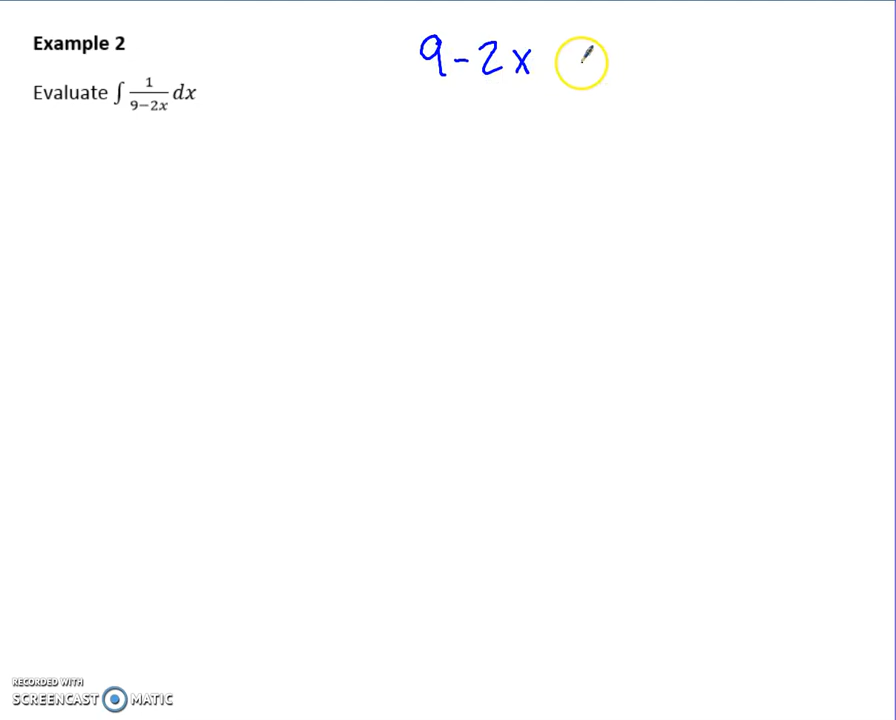 Example 2
9-2x
Evaluate ∫ 1/(9−2x) dx
RECORDED WITH
SCREENCAST MATIC